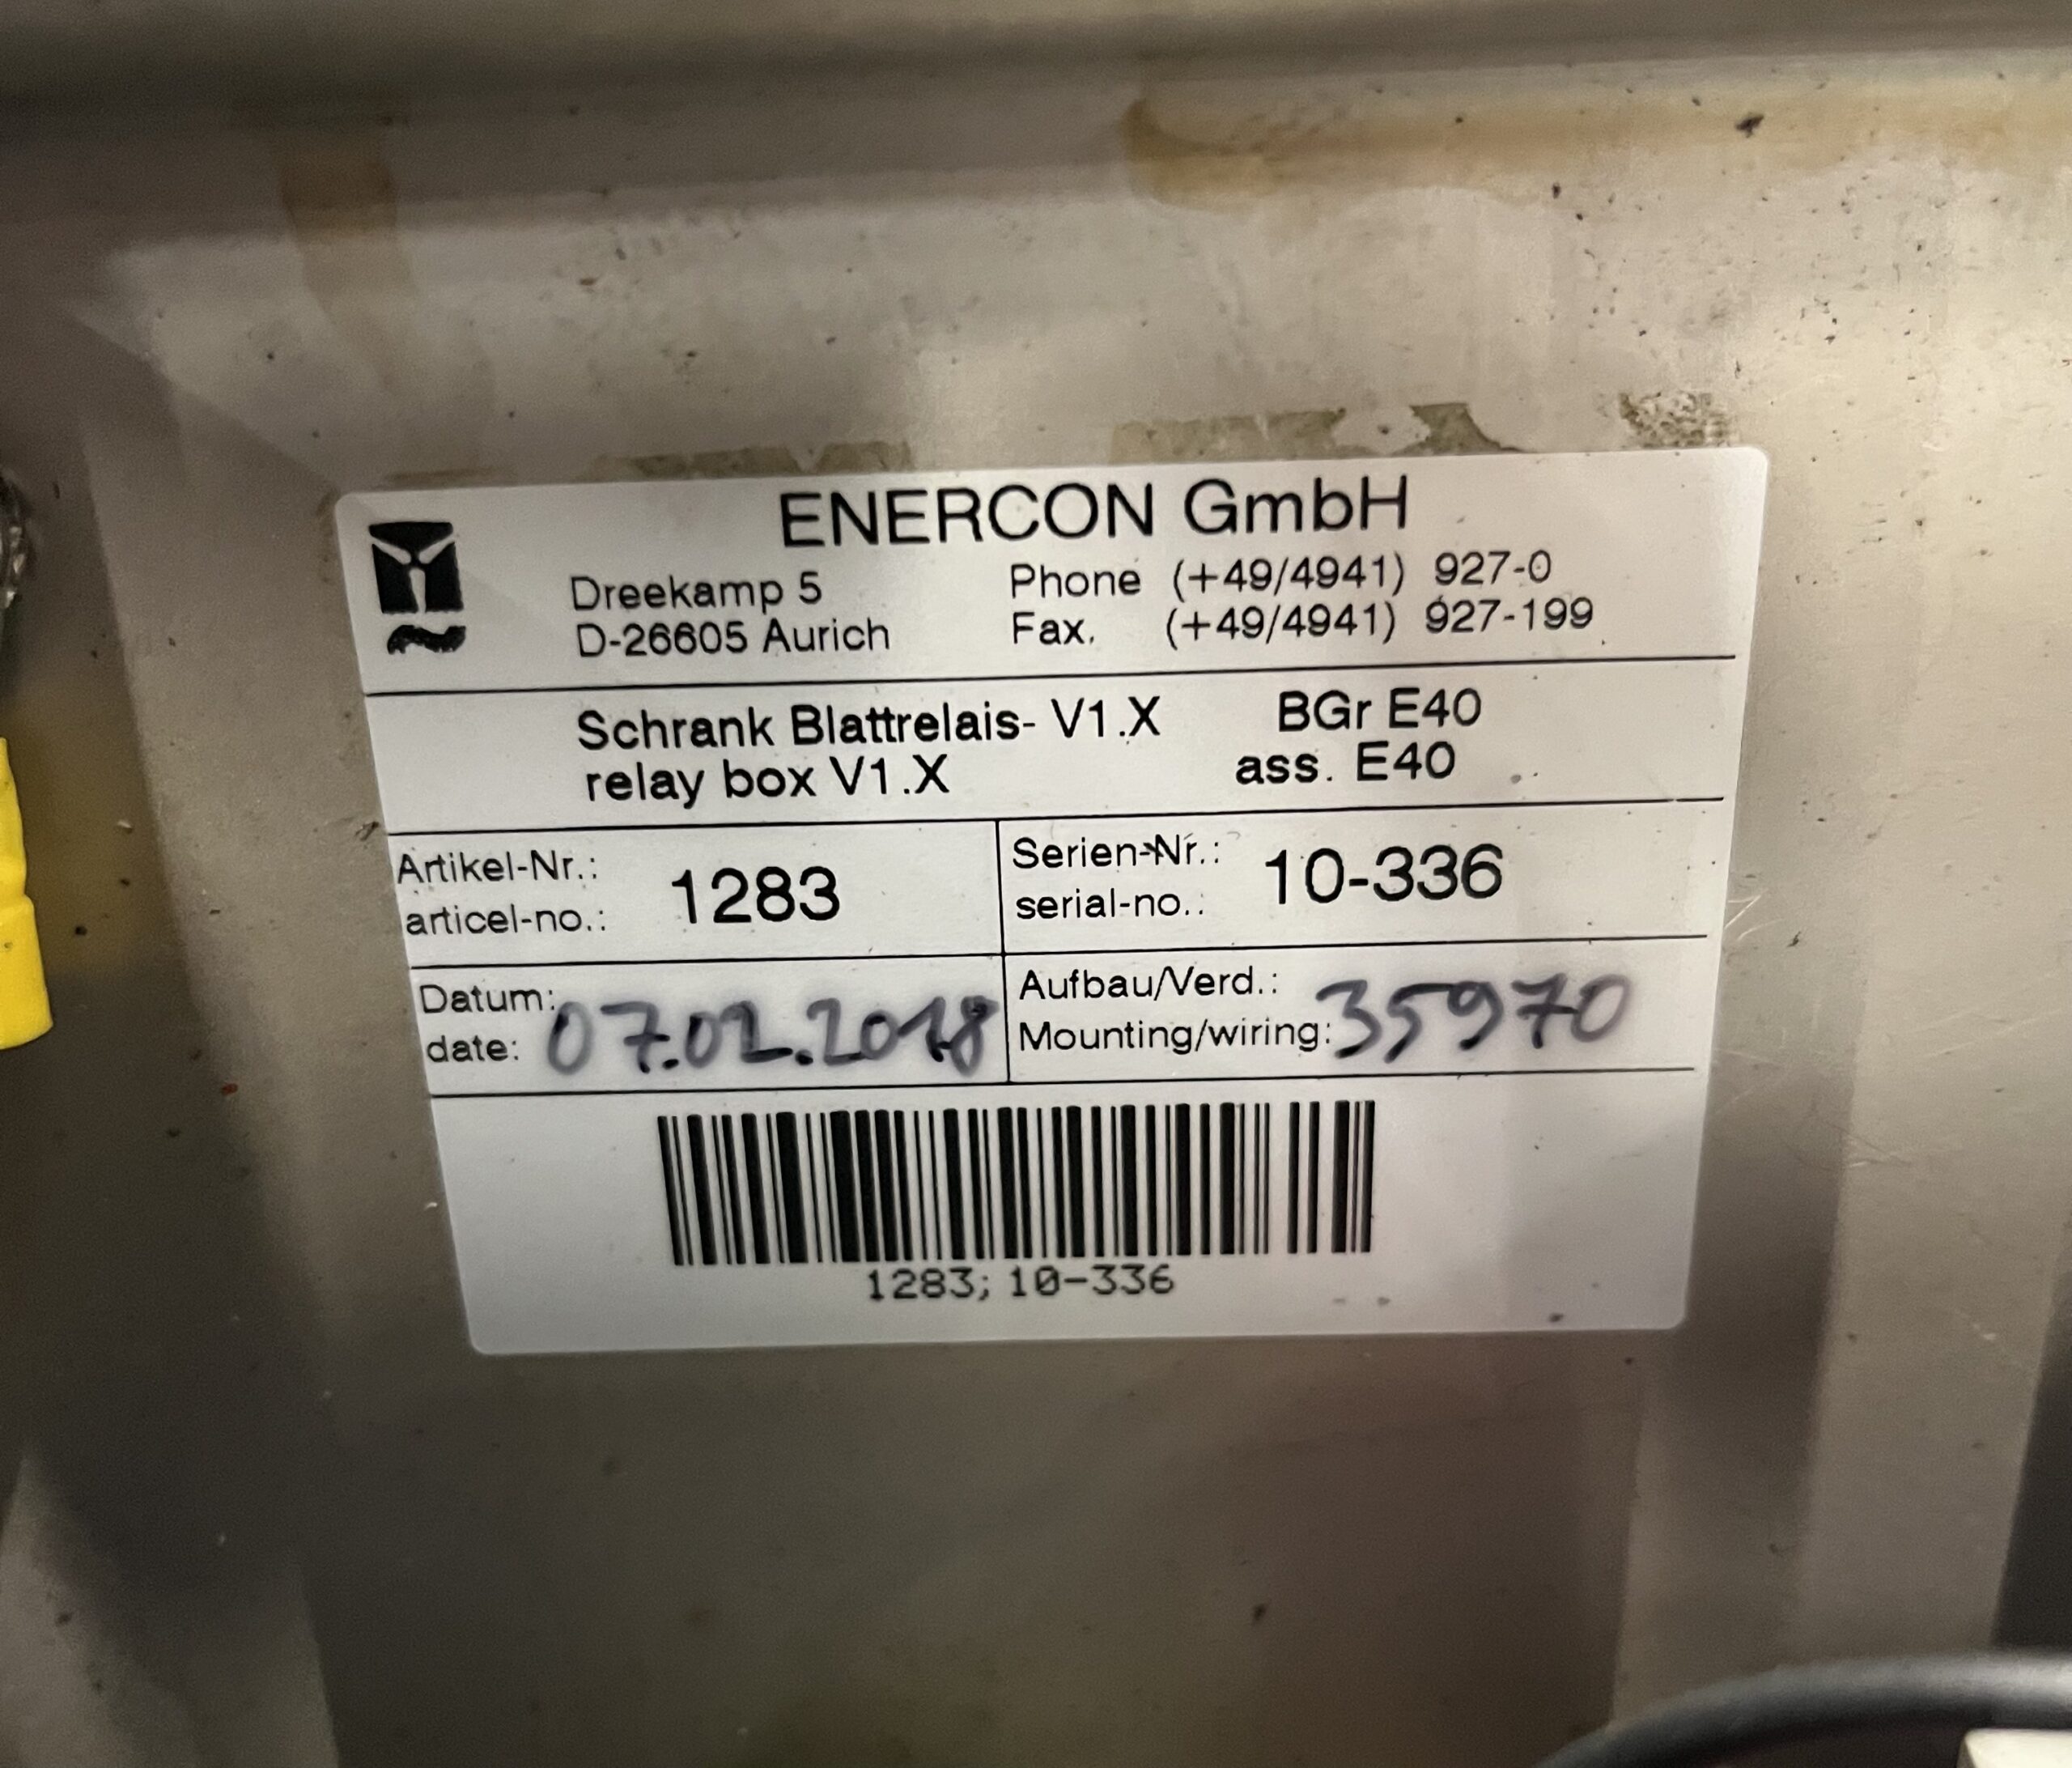 ENERCON GmbH
Dreekamp 5 Phone (+49/4941) 927-0
D-26605 Aurich Fax. (+49/4941) 927-199
Schrank Blattrelais- V1.X BGr E40
relay box V1.X ass. E40
Artikel-Nr.: 1283 Serien-Nr.: 10-336
articel-no.: serial-no.:
Datum: 07.02.2018 Aufbau/Verd.: 35970
date: Mounting/wiring:
1283; 10-336